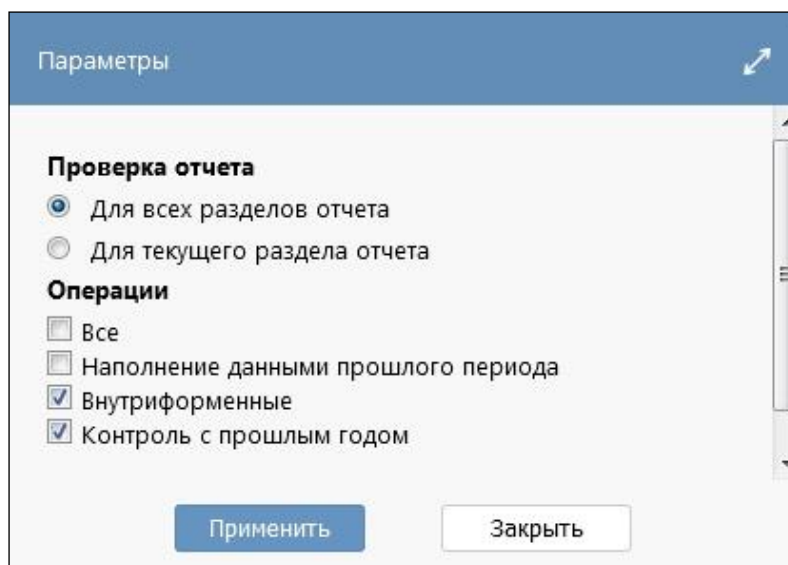 Параметры
Проверка отчета
Для всех разделов отчета
Для текущего раздела отчета
Операции
Все
Наполнение данными прошлого периода
Внутриформенные
Контроль с прошлым годом
Применить
Закрыть